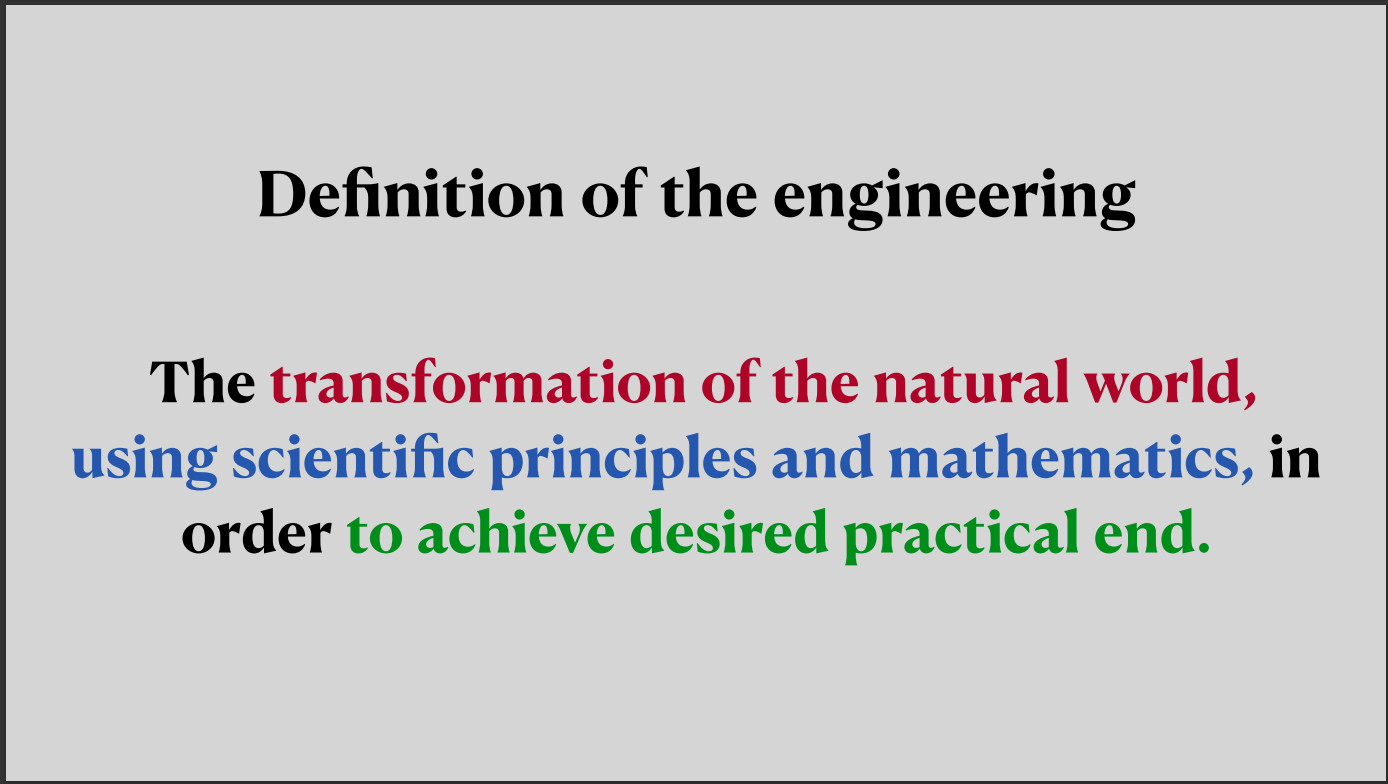 Definition of the engineering
The transformation of the natural world,
using scientific principles and mathematics, in
order to achieve desired practical end.